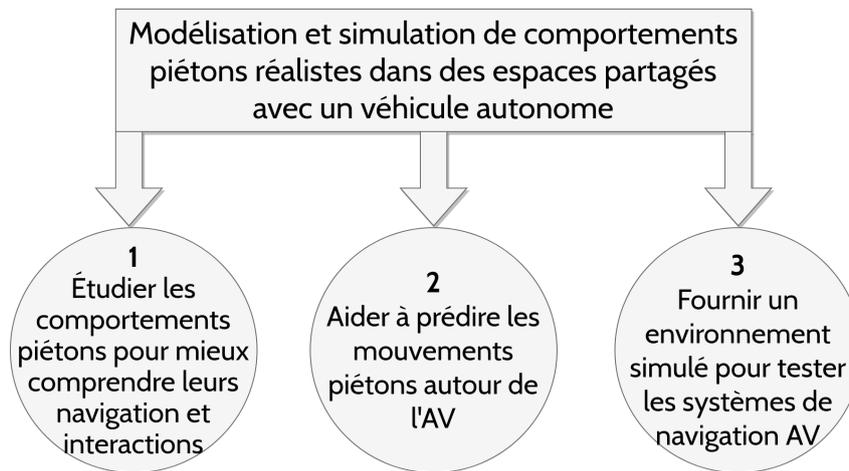 Modélisation et simulation de comportements
piétons réalistes dans des espaces partagés
avec un véhicule autonome
1
Étudier les
comportements
piétons pour mieux
comprendre leurs
navigation et
interactions
2
Aider à prédire les
mouvements
piétons autour de
l'AV
3
Fournir un
environnement
simulé pour tester
les systèmes de
navigation AV